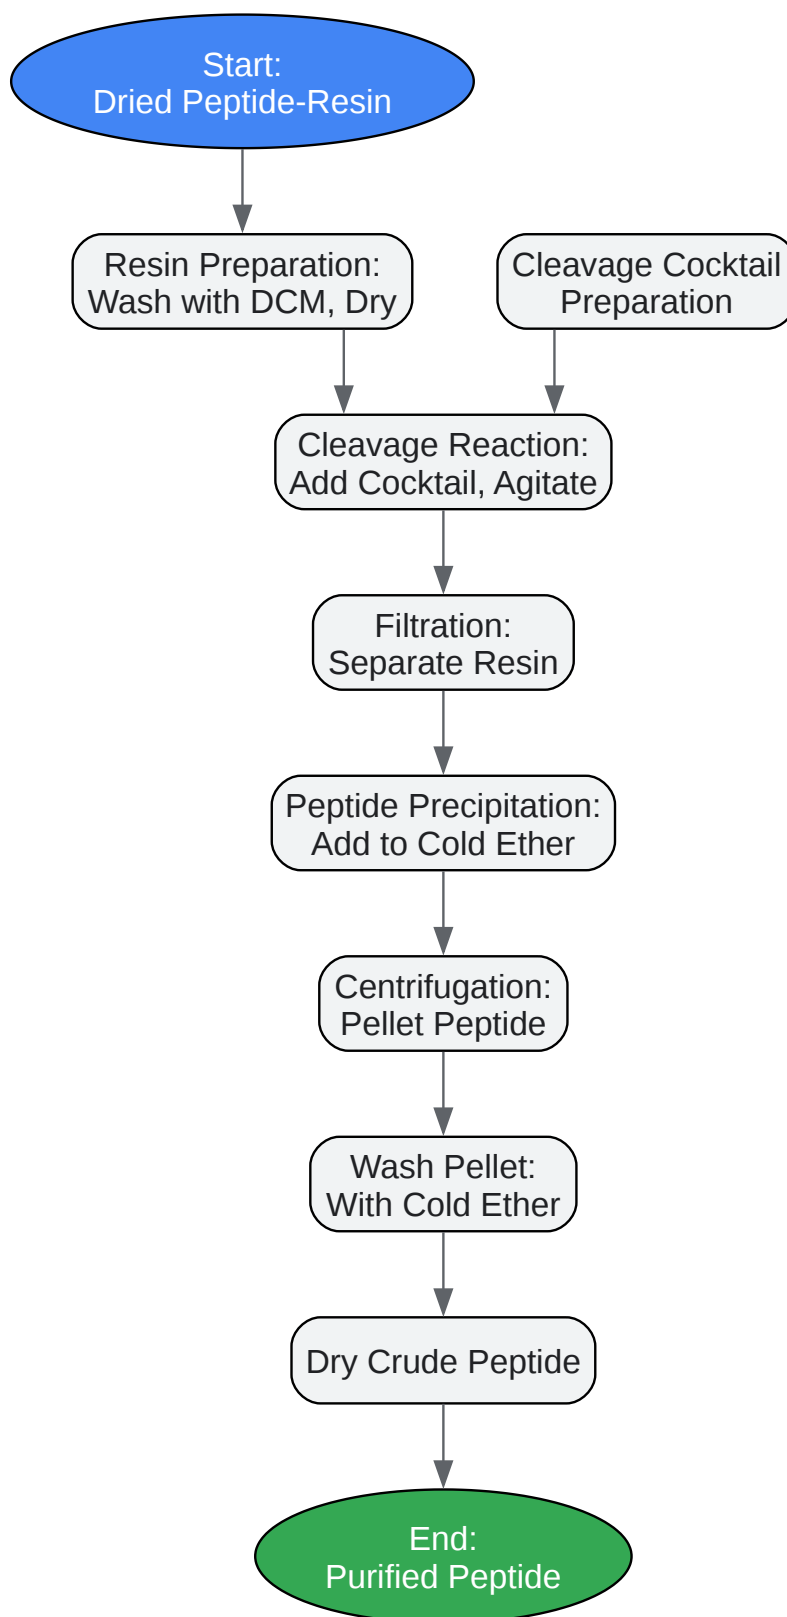 Start:
Dried Peptide-Resin
Resin Preparation:
Wash with DCM, Dry
Cleavage Cocktail
Preparation
Cleavage Reaction:
Add Cocktail, Agitate
Filtration:
Separate Resin
Peptide Precipitation:
Add to Cold Ether
Centrifugation:
Pellet Peptide
Wash Pellet:
With Cold Ether
Dry Crude Peptide
End:
Purified Peptide